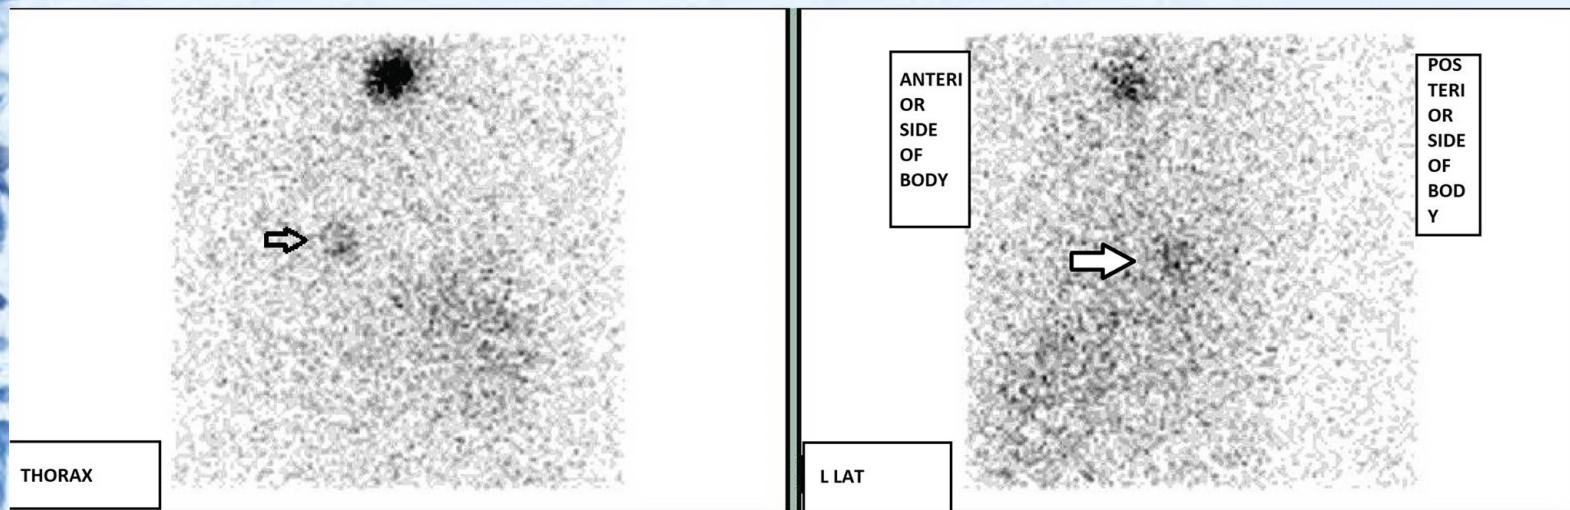 ANTERI
OR
SIDE
OF
BODY
POS
TERI
OR
SIDE
OF
BOD
Y
THORAX
L LAT